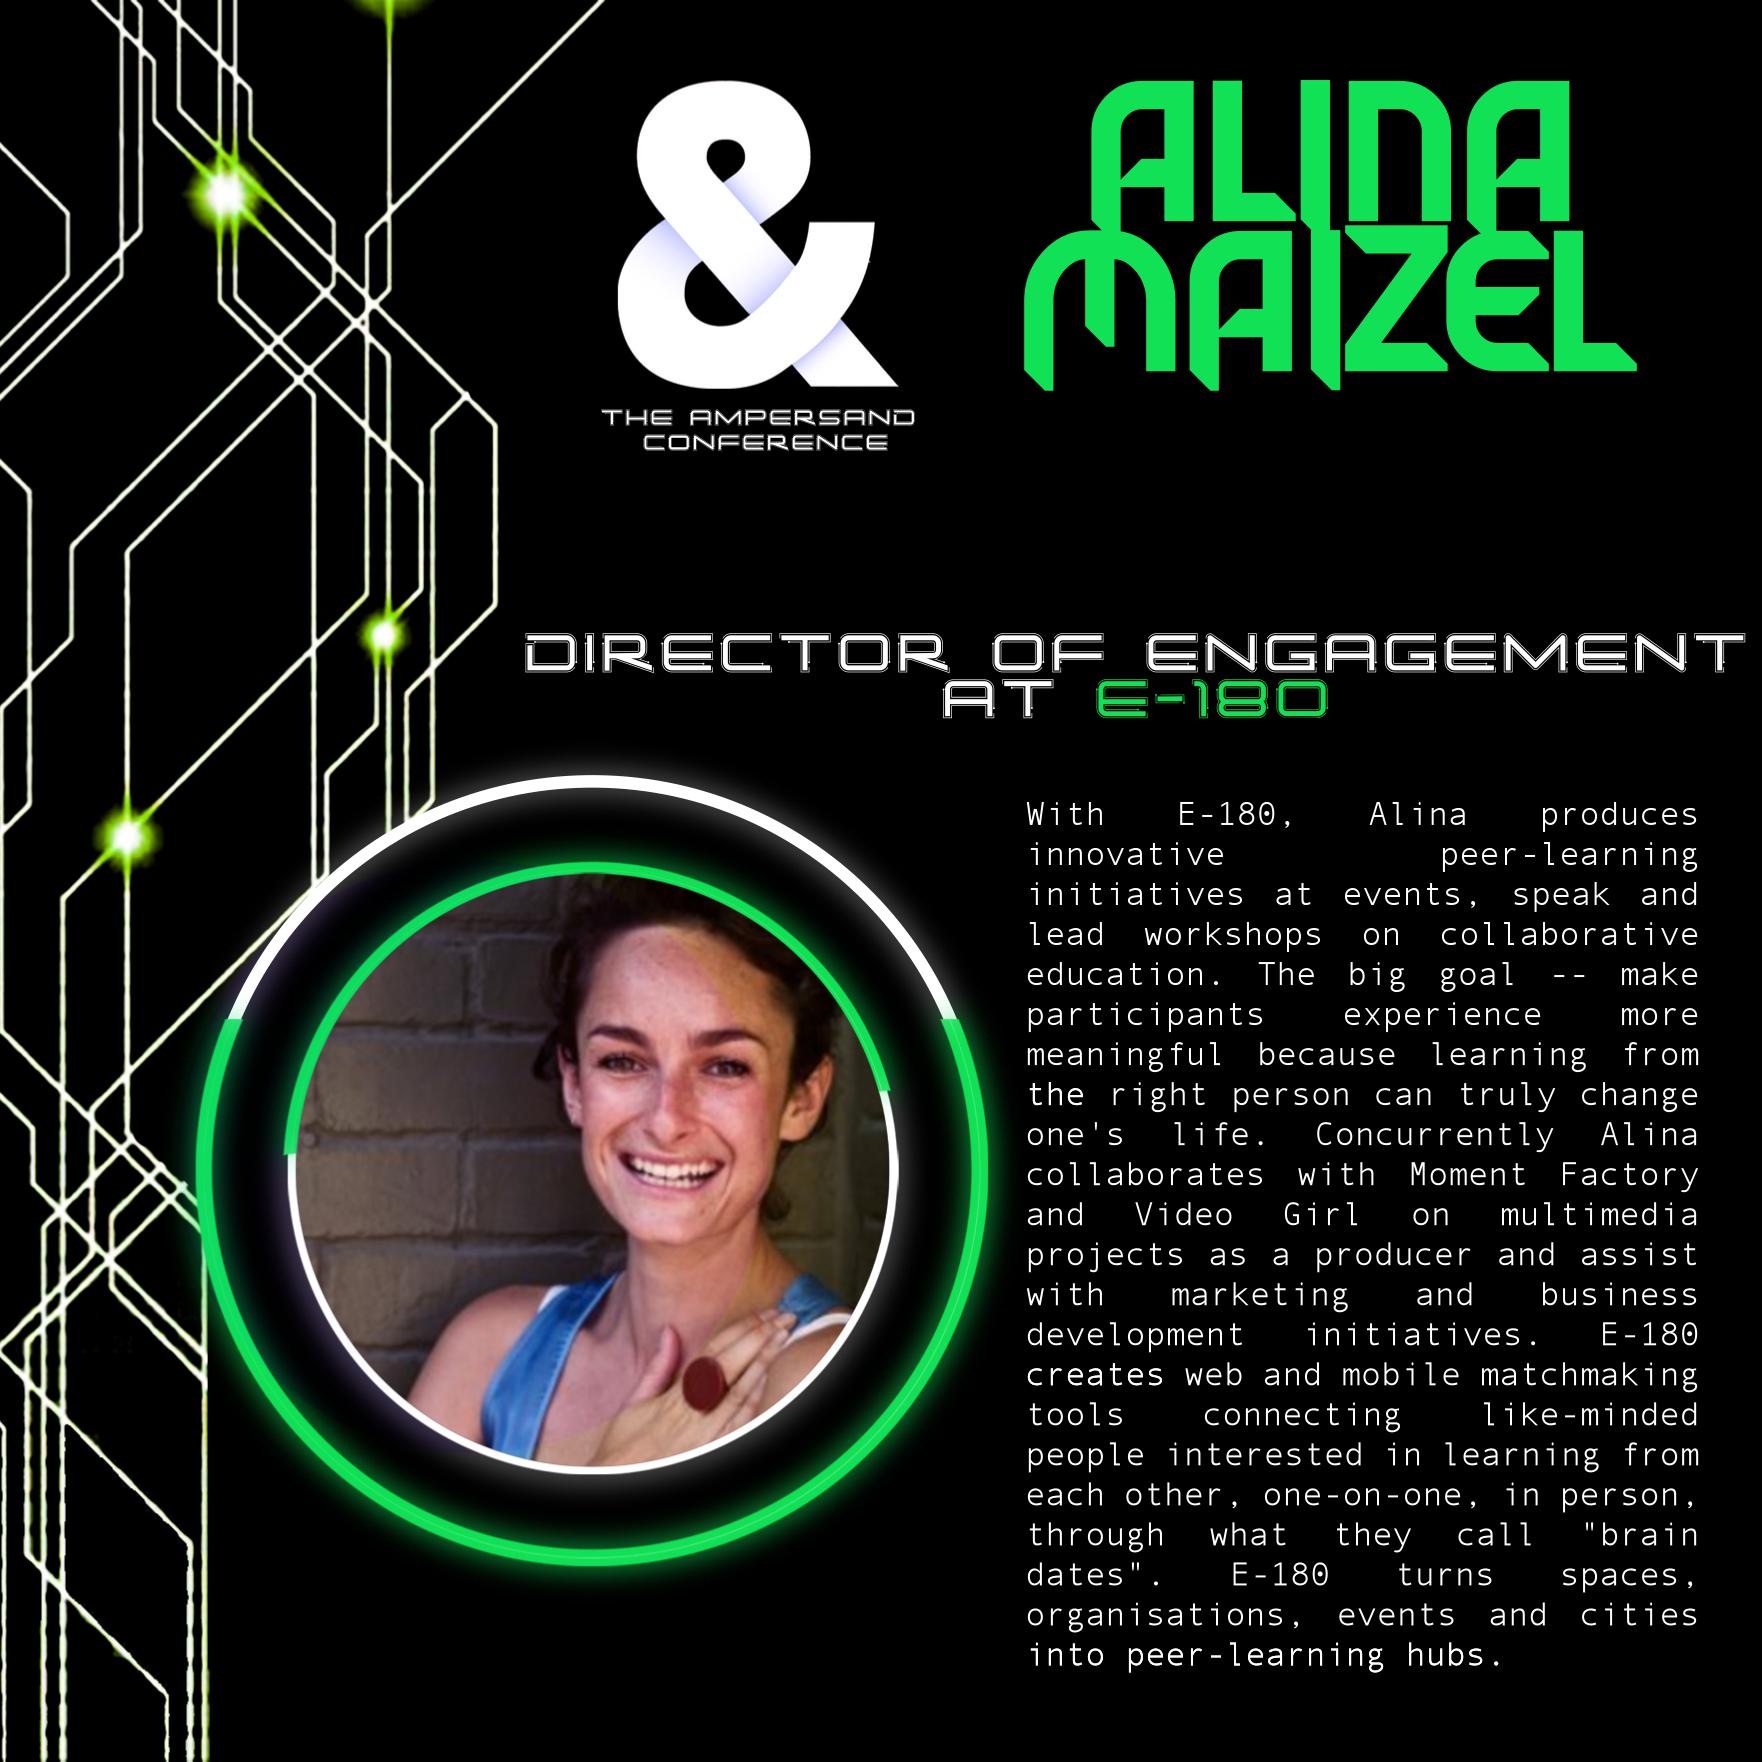 &
THE AMPERSAND
CONFERENCE
ALINA
MAIZEL
DIRECTOR OF ENGAGEMENT
AT E-180
With E-180, Alina produces
innovative peer-learning
initiatives at events, speak and
lead workshops on collaborative
education. The big goal -- make
participants experience more
meaningful because learning from
the right person can truly change
one's life. Concurrently Alina
collaborates with Moment Factory
and Video Girl on multimedia
projects as a producer and assist
with marketing and business
development initiatives. E-180
creates web and mobile matchmaking
tools connecting like-minded
people interested in learning from
each other, one-on-one, in person,
through what they call "brain
dates". E-180 turns spaces,
organisations, events and cities
into peer-learning hubs.